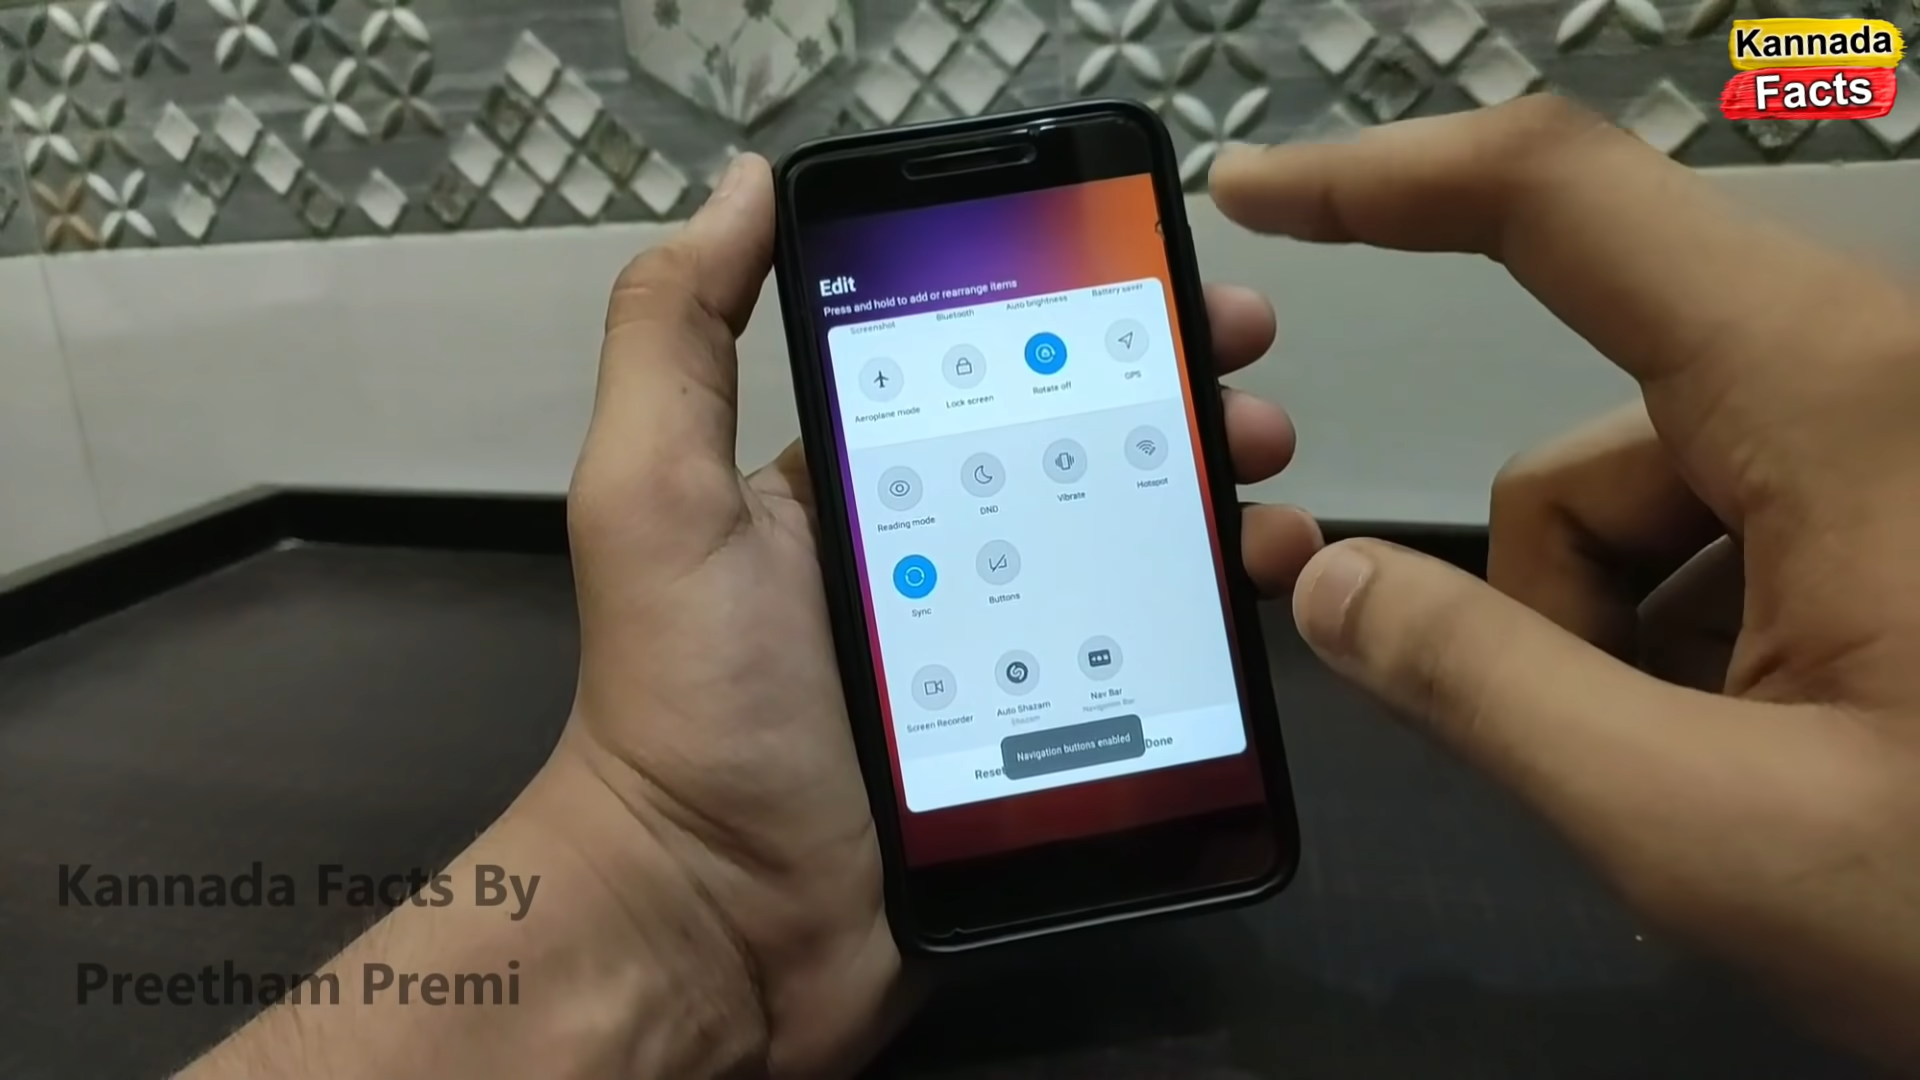 Kannada
Facts
Edit
Press and hold to add or rearrange items
Screenshot
Bluetooth
Auto brightness
Battery saver
Aeroplane mode
Lock screen
Rotate off
GPS
Reading mode
DND
Vibrate
Hotspot
Sync
Buttons
Screen Recorder
Auto Shazam
Shazam
Nav Bar
Navigation Bar
Navigation buttons enabled
Reset
Done
Kannada Facts By
Preetham Premi